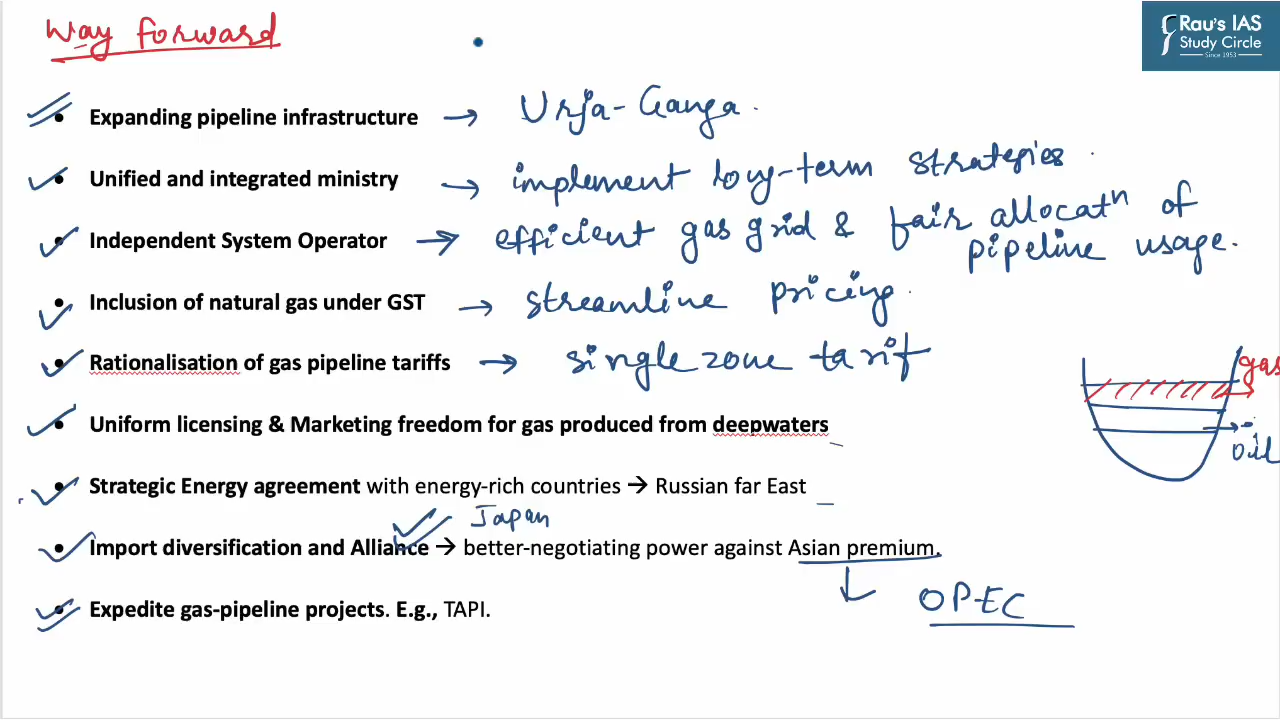 Way forward
Rau's IAS
Study Circle
Since 1953
• Expanding pipeline infrastructure → Urja-Ganga.
• Unified and integrated ministry → implement long-term strategies.
• Independent System Operator → efficient gas grid & fair allocatn of
pipeline usage.
• Inclusion of natural gas under GST → streamline pricing.
• Rationalisation of gas pipeline tariffs → single zone tarif
gas
• Uniform licensing & Marketing freedom for gas produced from deepwaters
oil
• Strategic Energy agreement with energy-rich countries → Russian far East
Japan
• Import diversification and Alliance → better-negotiating power against Asian premium.
OPEC
• Expedite gas-pipeline projects. E.g., TAPI.